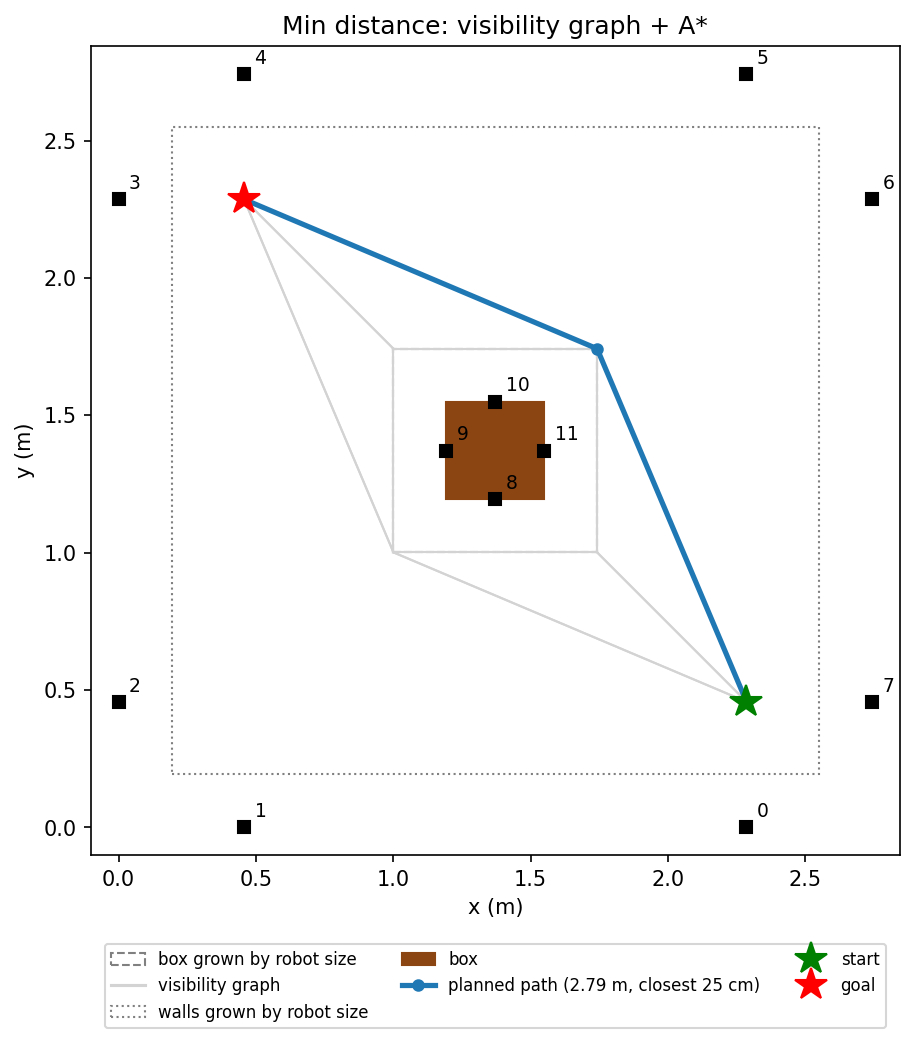 Min distance: visibility graph + A*
4
5
3
6
10
9
11
8
2
7
1
0
2.5
2.0
1.5
1.0
0.5
0.0
y (m)
0.0 0.5 1.0 1.5 2.0 2.5
x (m)
box grown by robot size
visibility graph
walls grown by robot size
box
planned path (2.79 m, closest 25 cm)
start
goal